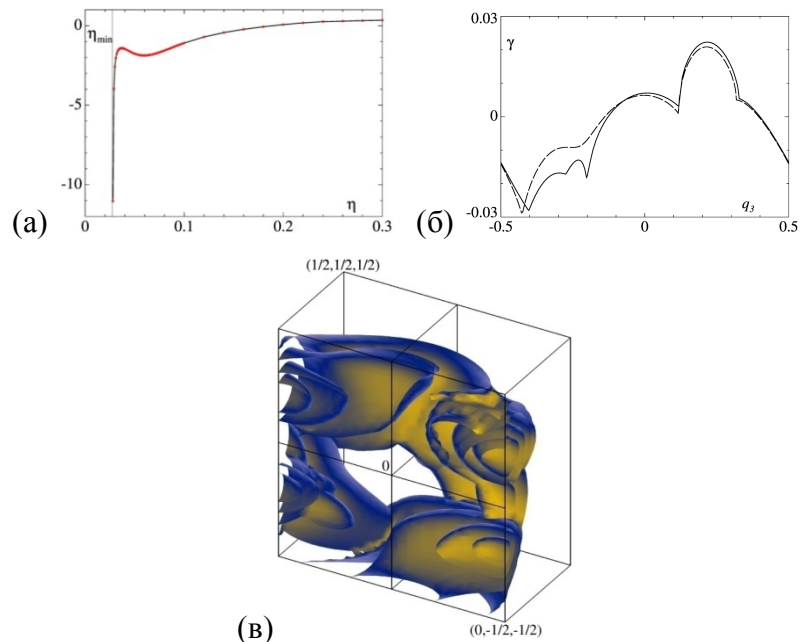 0
η_min
-5
-10
η
0
0.1
0.2
0.3
(а)
0.03
γ
0
-0.03
q_3
-0.5
0
0.5
(б)
(1/2,1/2,1/2)
0
(0,-1/2,-1/2)
(в)